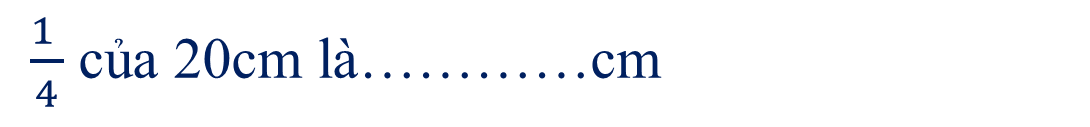 1/4 của 20cm là............cm